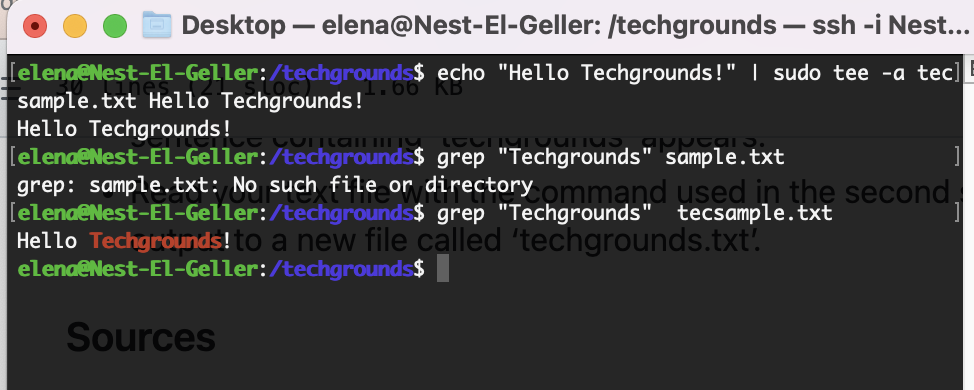 Desktop — elena@Nest-El-Geller: /techgrounds — ssh -i Nest...
[elena@Nest-El-Geller:/techgrounds$ echo "Hello Techgrounds!" | sudo tee -a tec]
30 lines (21 sloc) 1.66 KB
sample.txt Hello Techgrounds!
Hello Techgrounds!
sentence containing ‘techgrounds’ appears.
[elena@Nest-El-Geller:/techgrounds$ grep "Techgrounds" sample.txt ]
grep: sample.txt: No such file or directory
Read your text file with the command used in the second s
[elena@Nest-El-Geller:/techgrounds$ grep "Techgrounds"  tecsample.txt ]
Hello Techgrounds!
output to a new file called ‘techgrounds.txt’.
elena@Nest-El-Geller:/techgrounds$
Sources